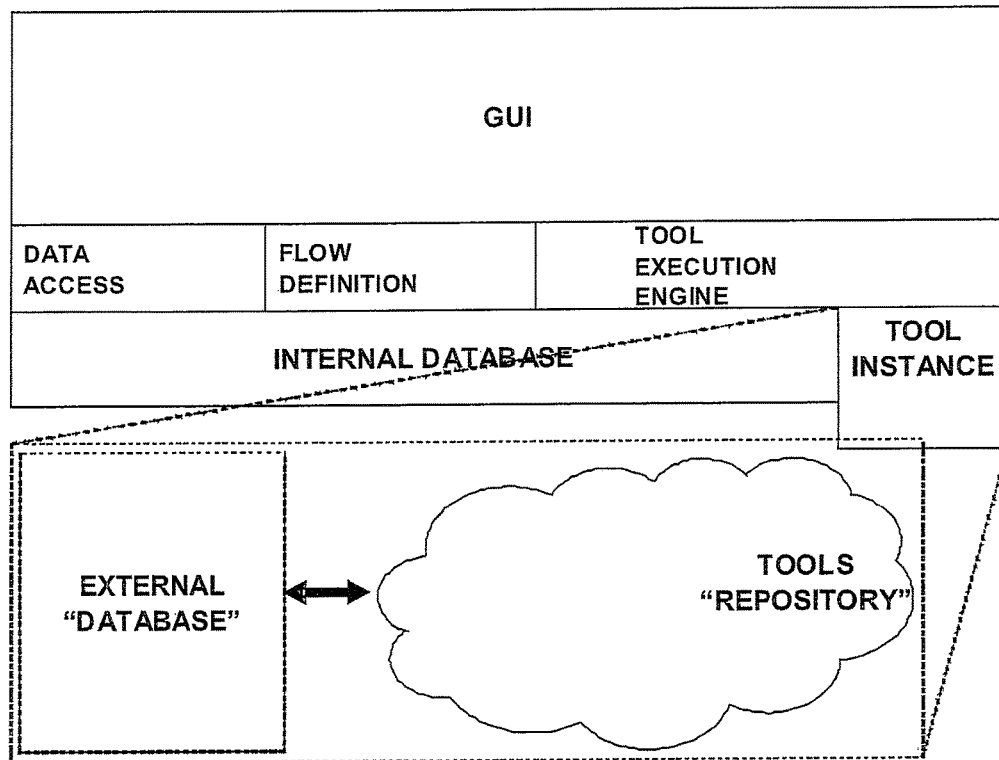 GUI
DATA
ACCESS
FLOW
DEFINITION
TOOL
EXECUTION
ENGINE
INTERNAL DATABASE
TOOL
INSTANCE
EXTERNAL
“DATABASE”
TOOLS
“REPOSITORY”